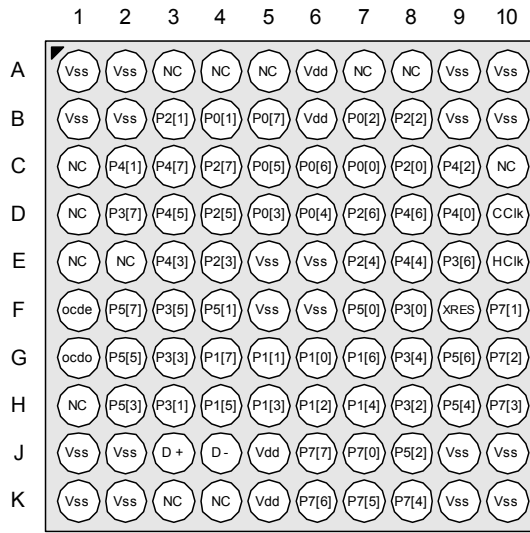 1 2 3 4 5 6 7 8 9 10
A Vss Vss NC NC NC Vdd NC NC Vss Vss
B Vss Vss P2[1] P0[1] P0[7] Vdd P0[2] P2[2] Vss Vss
C NC P4[1] P4[7] P2[7] P0[5] P0[6] P0[0] P2[0] P4[2] NC
D NC P3[7] P4[5] P2[5] P0[3] P0[4] P2[6] P4[6] P4[0] CClk
E NC NC P4[3] P2[3] Vss Vss P2[4] P4[4] P3[6] HClk
F ocde P5[7] P3[5] P5[1] Vss Vss P5[0] P3[0] XRES P7[1]
G ocdo P5[5] P3[3] P1[7] P1[1] P1[0] P1[6] P3[4] P5[6] P7[2]
H NC P5[3] P3[1] P1[5] P1[3] P1[2] P1[4] P3[2] P5[4] P7[3]
J Vss Vss D + D - Vdd P7[7] P7[0] P5[2] Vss Vss
K Vss Vss NC NC Vdd P7[6] P7[5] P7[4] Vss Vss